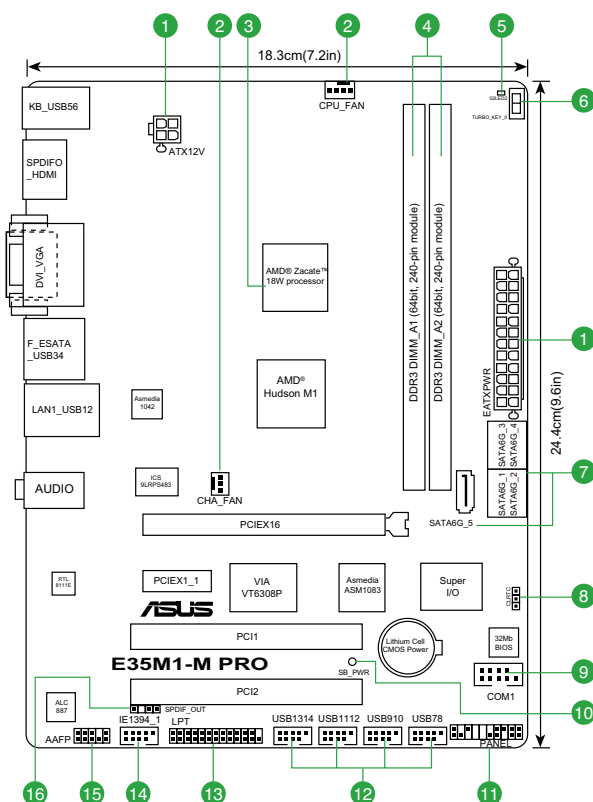 1
2
3
2
4
5
6
18.3cm(7.2in)
KB_USB56
CPU_FAN
02LED2
TURBO_KEY_II
ATX12V
SPDIFO
_HDMI
DVI_VGA
AMD® Zacate™
18W processor
DDR3 DIMM_A1 (64bit, 240-pin module)
DDR3 DIMM_A2 (64bit, 240-pin module)
EATXPWR
1
24.4cm(9.6in)
F_ESATA
_USB34
AMD®
Hudson M1
LAN1_USB12
Asmedia
1042
SATA6G_3
SATA6G_4
SATA6G_1
SATA6G_2
7
AUDIO
ICS
9LRPS483
CHA_FAN
SATA6G_5
PCIEX16
RTL
8111E
PCIEX1_1
VIA
VT6308P
Asmedia
ASM1083
Super
I/O
CLRTC
8
ASUS
PCI1
Lithium Cell
CMOS Power
32Mb
BIOS
E35M1-M PRO
SB_PWR
9
COM1
PCI2
10
ALC
887
SPDIF_OUT
AAFP
IE1394_1
LPT
USB1314
USB1112
USB910
USB78
PANEL
16
15
14
13
12
11